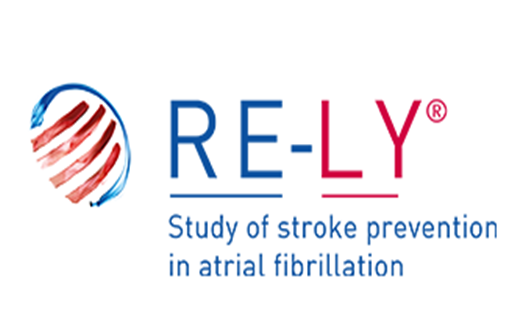 RE-LY®
Study of stroke prevention
in atrial fibrillation